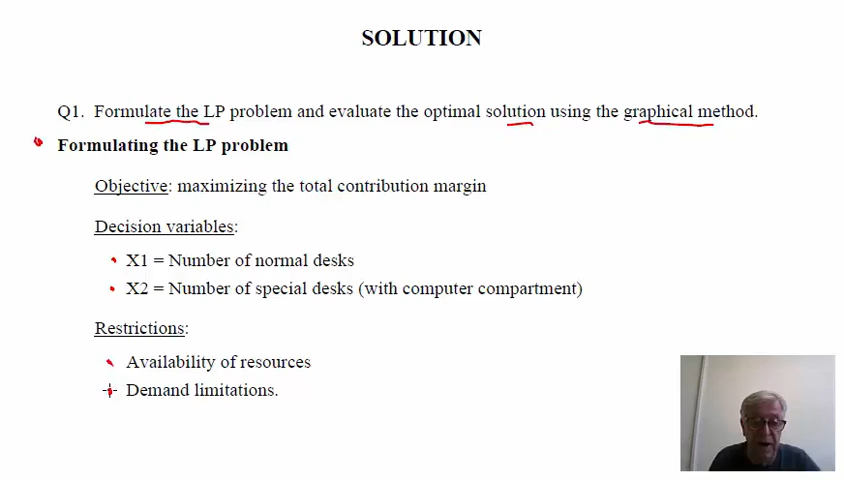 SOLUTION
Q1. Formulate the LP problem and evaluate the optimal solution using the graphical method.
Formulating the LP problem
Objective: maximizing the total contribution margin
Decision variables:
X1 = Number of normal desks
X2 = Number of special desks (with computer compartment)
Restrictions:
Availability of resources
Demand limitations.